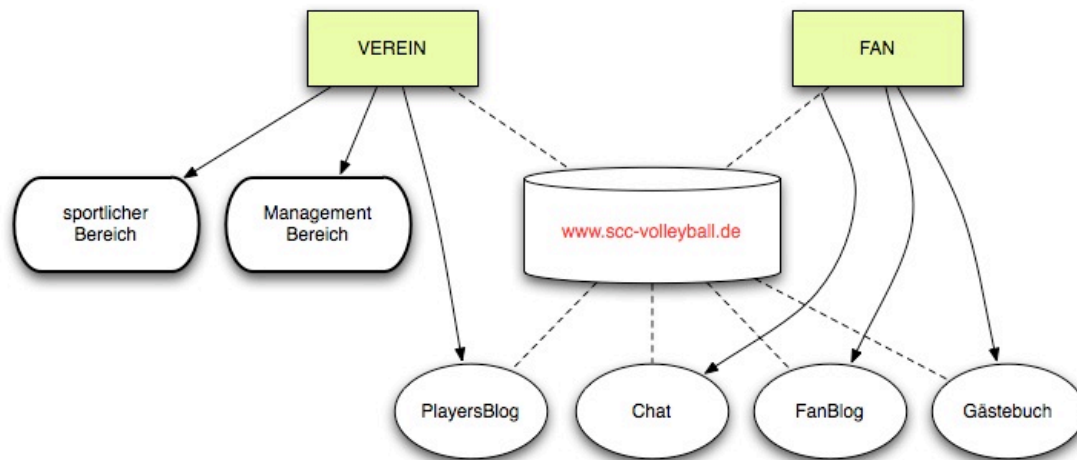 VEREIN
FAN
sportlicher
Bereich
Management
Bereich
www.scc-volleyball.de
PlayersBlog
Chat
FanBlog
Gästebuch